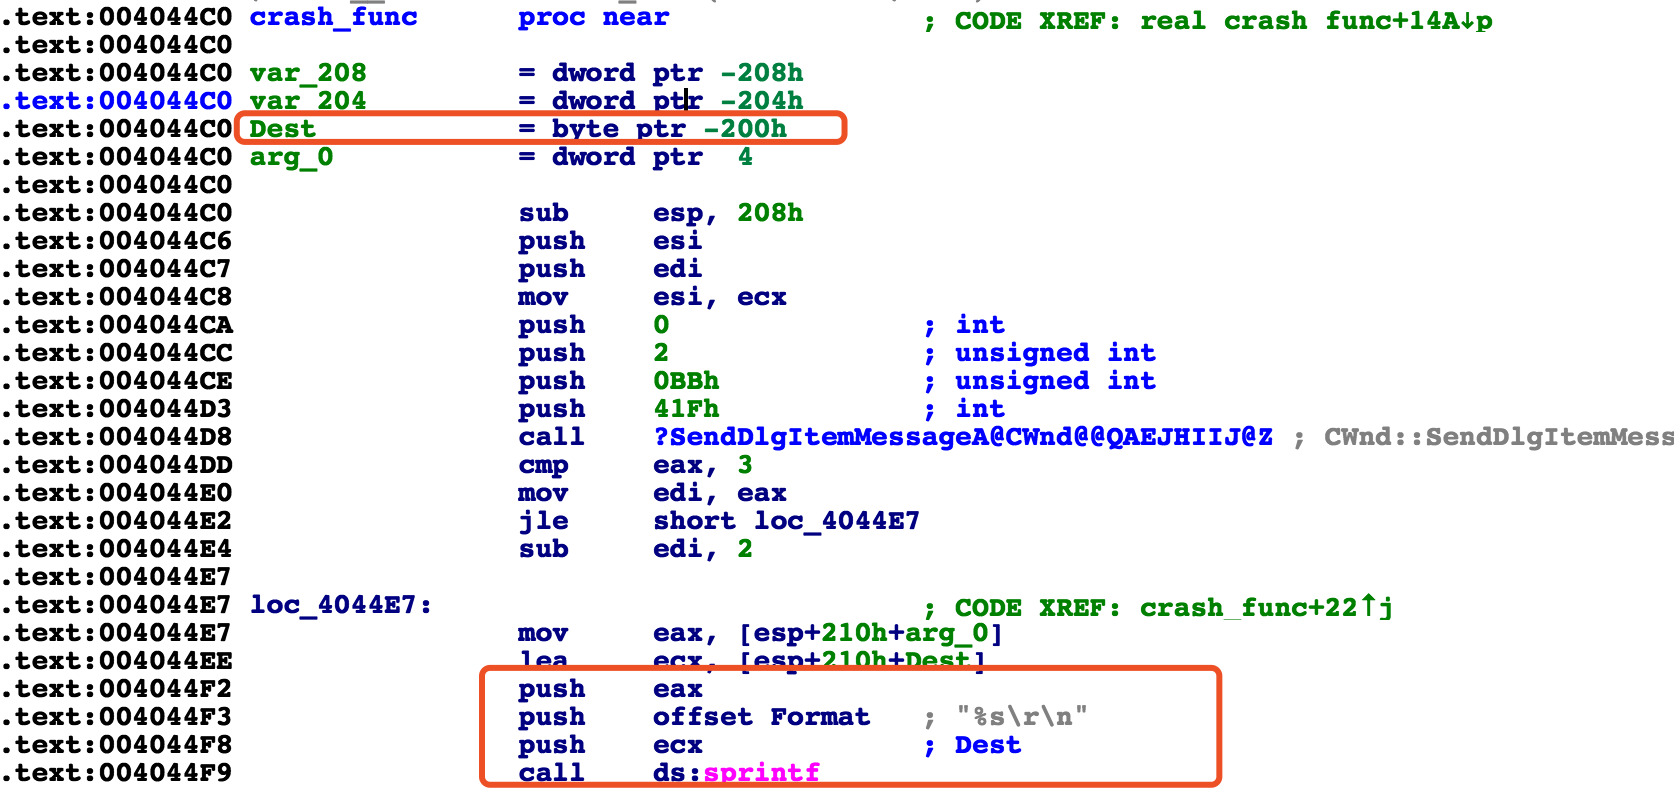 .text:004044C0 crash_func proc near ; CODE XREF: real crash func+14A↓p
.text:004044C0
.text:004044C0 var_208 = dword ptr -208h
.text:004044C0 var_204 = dword ptr -204h
.text:004044C0 Dest = byte ptr -200h
.text:004044C0 arg_0 = dword ptr 4
.text:004044C0
.text:004044C0 sub esp, 208h
.text:004044C6 push esi
.text:004044C7 push edi
.text:004044C8 mov esi, ecx
.text:004044CA push 0 ; int
.text:004044CC push 2 ; unsigned int
.text:004044CE push 0BBh ; unsigned int
.text:004044D3 push 41Fh ; int
.text:004044D8 call ?SendDlgItemMessageA@CWnd@@QAEJHIIJ@Z ; CWnd::SendDlgItemMess
.text:004044DD cmp eax, 3
.text:004044E0 mov edi, eax
.text:004044E2 jle short loc_4044E7
.text:004044E4 sub edi, 2
.text:004044E7
.text:004044E7 loc_4044E7: ; CODE XREF: crash_func+22↑j
.text:004044E7 mov eax, [esp+210h+arg_0]
.text:004044EE lea ecx, [esp+210h+Dest]
.text:004044F2 push eax
.text:004044F3 push offset Format ; "%s\r\n"
.text:004044F8 push ecx ; Dest
.text:004044F9 call ds:sprintf